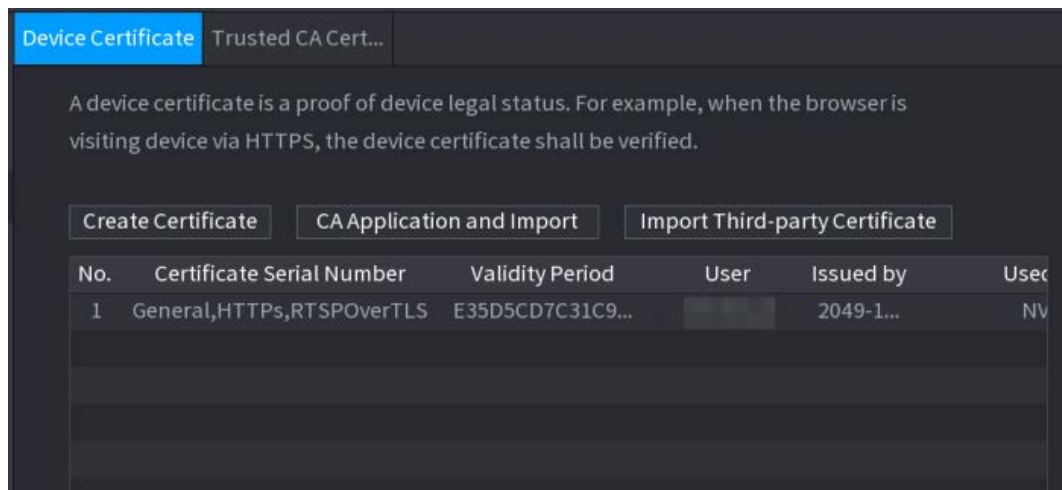 Device Certificate Trusted CA Cert...
A device certificate is a proof of device legal status. For example, when the browser is
visiting device via HTTPS, the device certificate shall be verified.
Create Certificate CA Application and Import Import Third-party Certificate
No. Certificate Serial Number Validity Period User Issued by Used
1 General,HTTPs,RTSPOverTLS E35D5CD7C31C9... 2049-1... NV